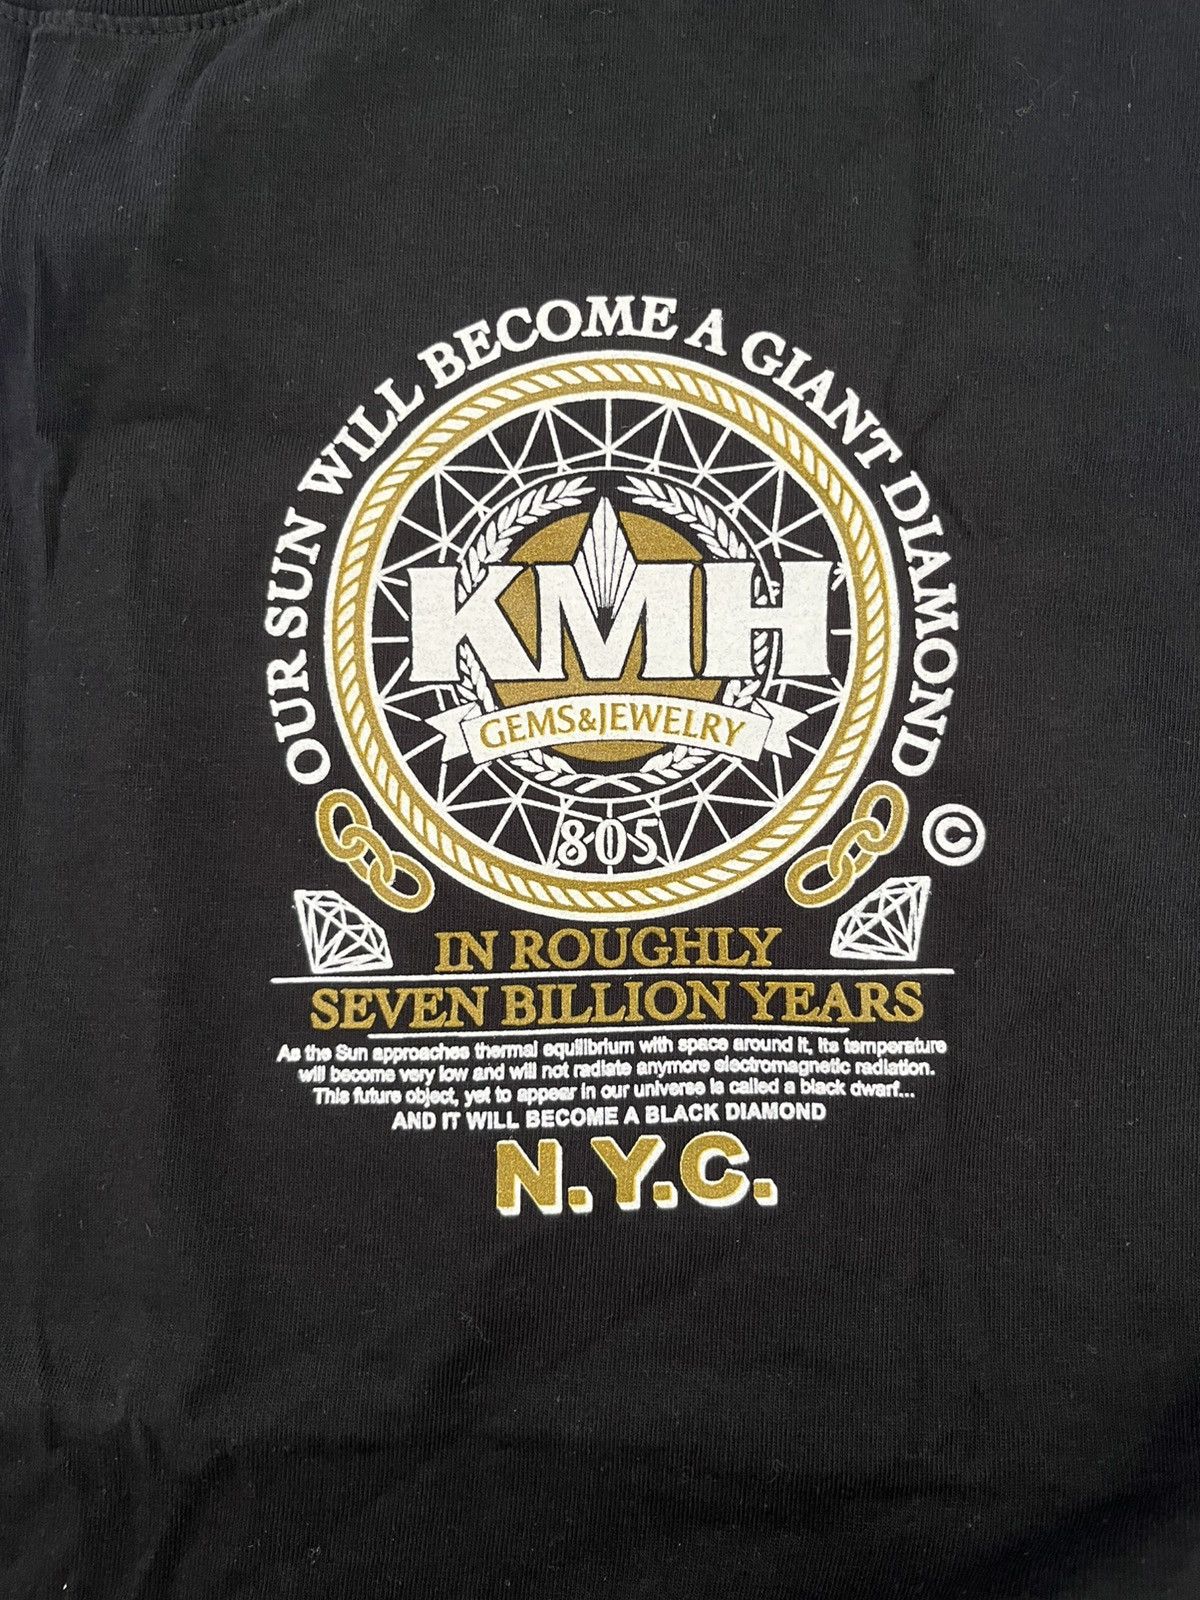 OUR SUN WILL BECOME A GIANT DIAMOND
KMH
GEMS&JEWELRY
805
©
IN ROUGHLY
SEVEN BILLION YEARS
As the Sun approaches thermal equilibrium with space around it, its temperature
will become very low and will not radiate anymore electromagnetic radiation.
This future object, yet to appear in our universe is called a black dwarf...
AND IT WILL BECOME A BLACK DIAMOND
N.Y.C.